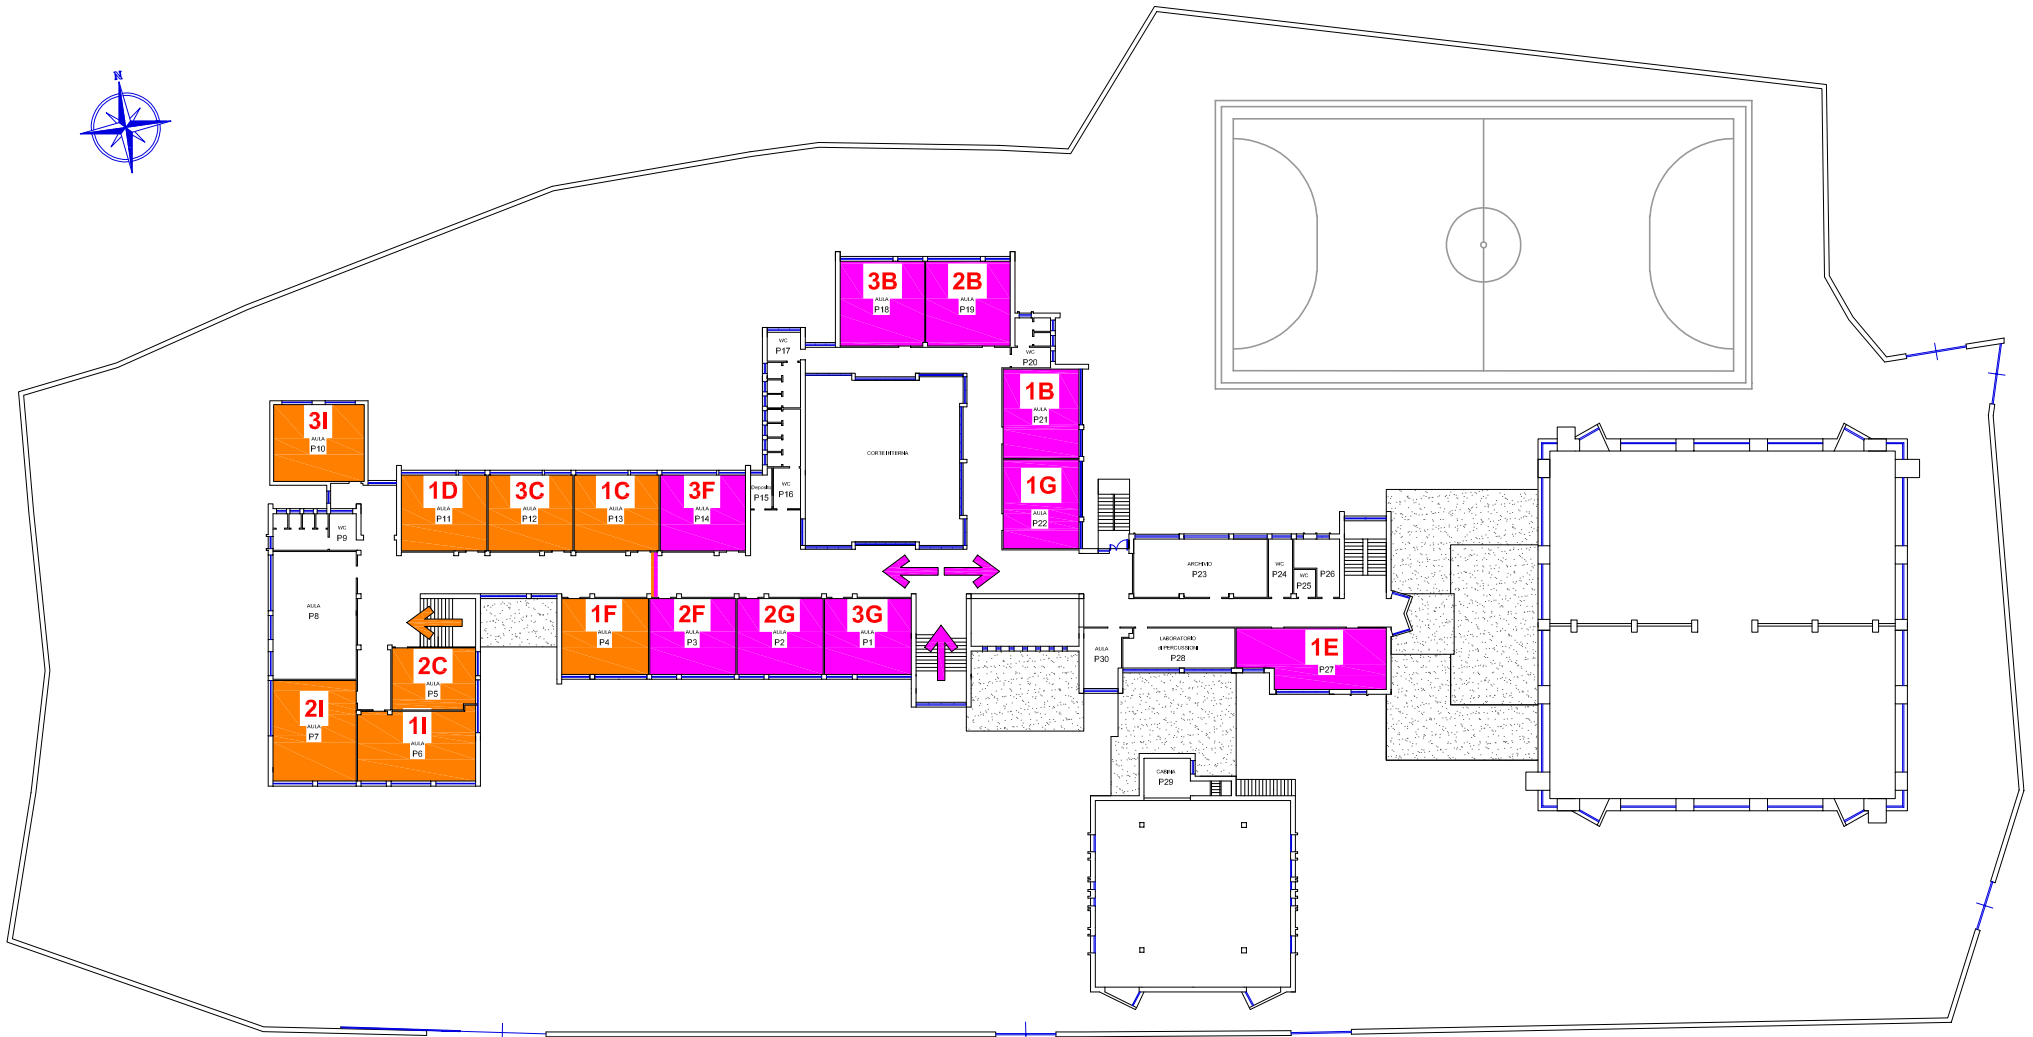 N
3B
AULA
P18
2B
AULA
P19
WC
P17
WC
P20
1B
AULA
P21
3I
AULA
P10
CORTE INTERNA
1D
AULA
P11
3C
AULA
P12
1C
AULA
P13
3F
AULA
P14
Deposito
P15
WC
P16
1G
AULA
P22
WC
P9
ARCHIVIO
P23
WC
P24
WC
P25
P26
AULA
P8
1F
AULA
P4
2F
AULA
P3
2G
AULA
P2
3G
AULA
P1
AULA
P30
LABORATORIO
di PERCUSSIONI
P28
1E
P27
2C
AULA
P5
2I
AULA
P7
1I
AULA
P6
CABINA
P29